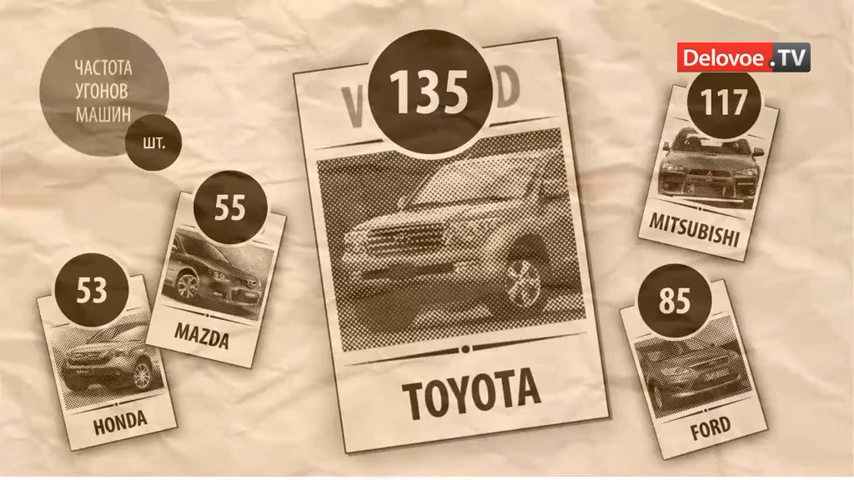 ЧАСТОТА
УГОНОВ
МАШИН
ШТ.
Delovoe.TV
135
TOYOTA
117
MITSUBISHI
85
FORD
55
MAZDA
53
HONDA